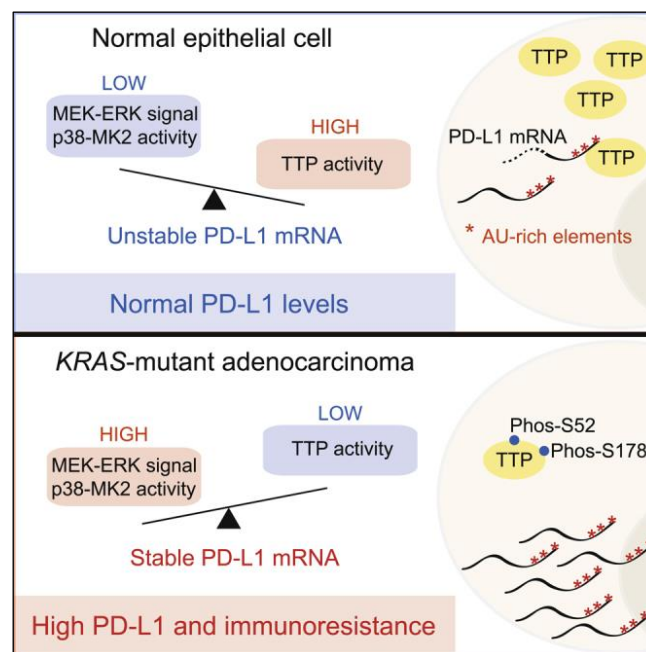 Normal epithelial cell
LOW
MEK-ERK signal
p38-MK2 activity
HIGH
TTP activity
Unstable PD-L1 mRNA
Normal PD-L1 levels
TTP
TTP
TTP
PD-L1 mRNA
***
TTP
***
* AU-rich elements
KRAS-mutant adenocarcinoma
HIGH
MEK-ERK signal
p38-MK2 activity
LOW
TTP activity
Stable PD-L1 mRNA
High PD-L1 and immunoresistance
Phos-S52
TTP
Phos-S178
***
***
***
***
***
***